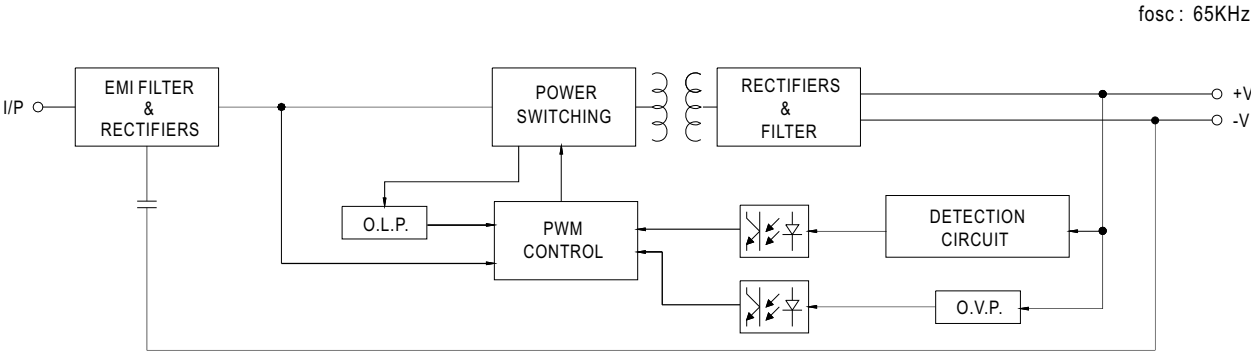 fosc : 65KHz
I/P
EMI FILTER
&
RECTIFIERS
POWER
SWITCHING
RECTIFIERS
&
FILTER
+V
-V
O.L.P.
PWM
CONTROL
DETECTION
CIRCUIT
O.V.P.